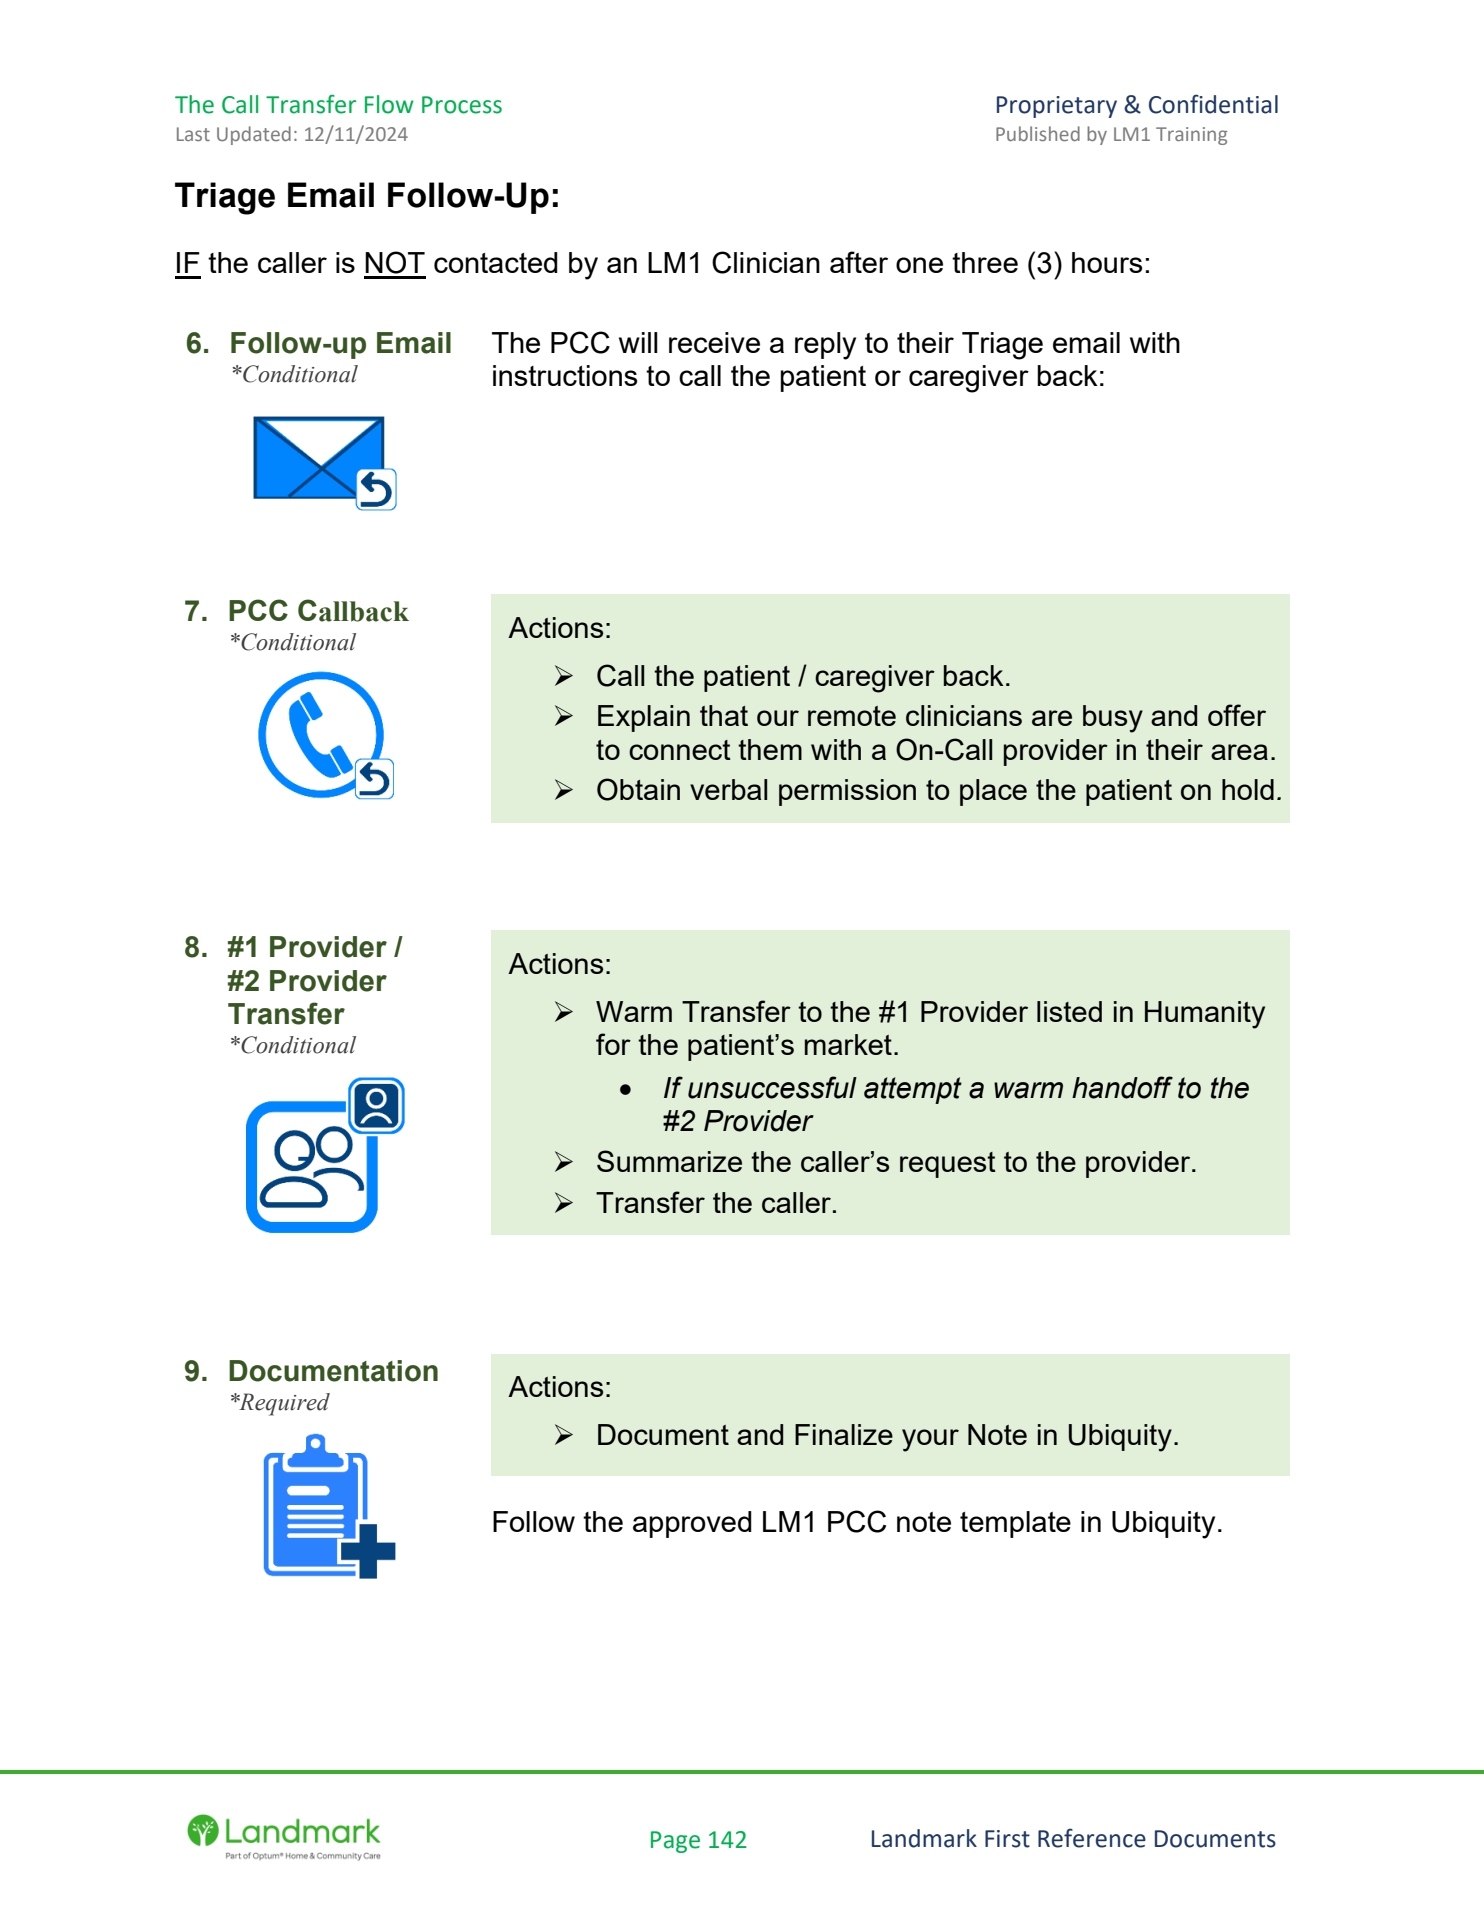 The Call Transfer Flow Process
Proprietary & Confidential
Last Updated: 12/11/2024
Published by LM1 Training
Triage Email Follow-Up:
IF the caller is NOT contacted by an LM1 Clinician after one three (3) hours:
6. Follow-up Email
*Conditional
The PCC will receive a reply to their Triage email with
instructions to call the patient or caregiver back:
7. PCC Callback
*Conditional
Actions:
➢ Call the patient / caregiver back.
➢ Explain that our remote clinicians are busy and offer
to connect them with a On-Call provider in their area.
➢ Obtain verbal permission to place the patient on hold.
8. #1 Provider /
#2 Provider
Transfer
*Conditional
Actions:
➢ Warm Transfer to the #1 Provider listed in Humanity
for the patient’s market.
• If unsuccessful attempt a warm handoff to the
#2 Provider
➢ Summarize the caller’s request to the provider.
➢ Transfer the caller.
9. Documentation
*Required
Actions:
➢ Document and Finalize your Note in Ubiquity.
Follow the approved LM1 PCC note template in Ubiquity.
Landmark
Part of Optum® Home & Community Care
Page 142
Landmark First Reference Documents